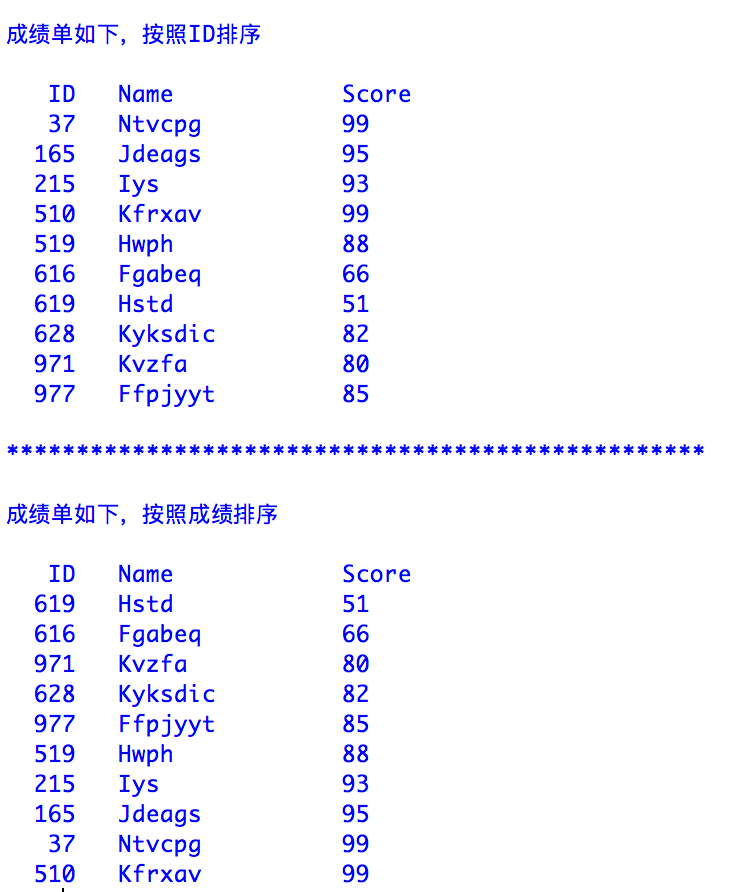 成绩单如下，按照ID排序
ID Name Score
37 Ntvcpg 99
165 Jdeags 95
215 Iys 93
510 Kfrxav 99
519 Hwph 88
616 Fgabeq 66
619 Hstd 51
628 Kyksdic 82
971 Kvzfa 80
977 Ffpjyyt 85
**************************************************
成绩单如下，按照成绩排序
ID Name Score
619 Hstd 51
616 Fgabeq 66
971 Kvzfa 80
628 Kyksdic 82
977 Ffpjyyt 85
519 Hwph 88
215 Iys 93
165 Jdeags 95
37 Ntvcpg 99
510 Kfrxav 99